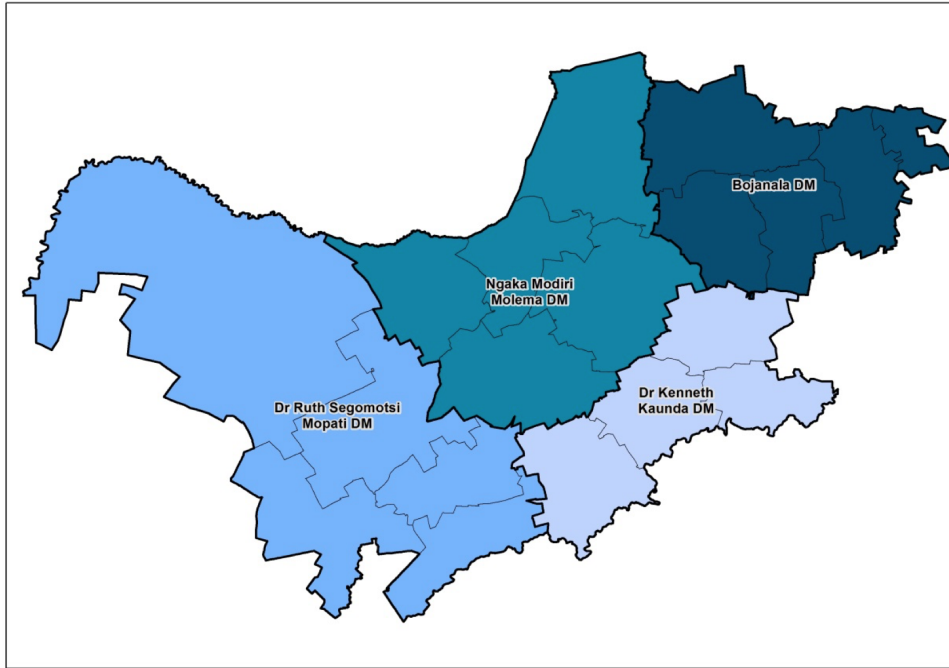 Bojanala DM
Ngaka Modiri
Molema DM
Dr Kenneth
Kaunda DM
Dr Ruth Segomotsi
Mopati DM